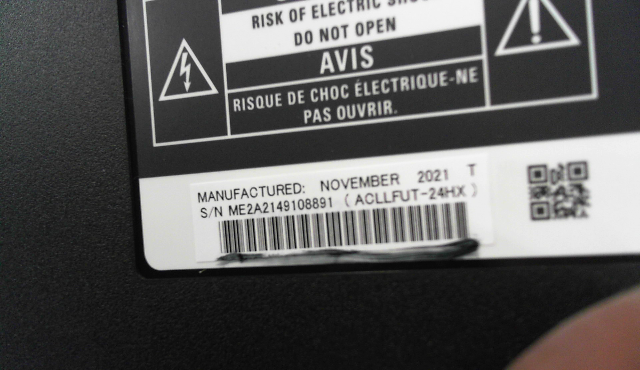 RISK OF ELECTRIC
DO NOT OPEN
AVIS
RISQUE DE CHOC ÉLECTRIQUE-NE
PAS OUVRIR.
MANUFACTURED: NOVEMBER 2021 T
S/N ME2A2149108891 ( ACLLFUT-24HX )